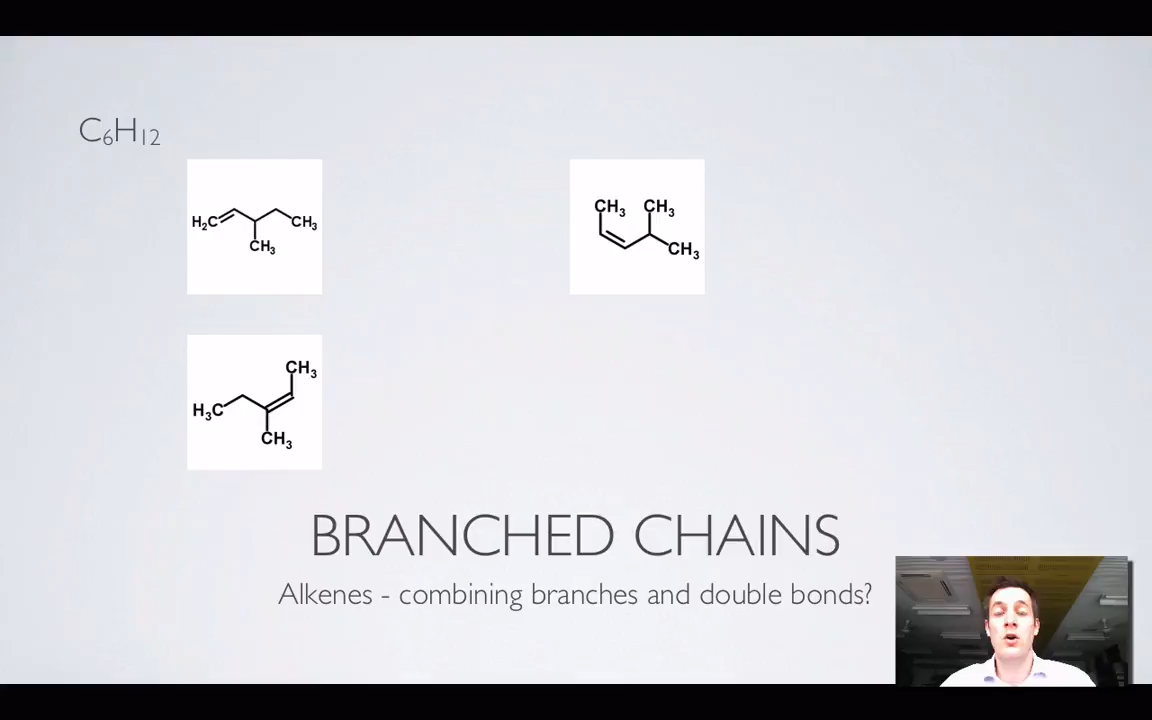 C₆H₁₂
H₂C CH₃
CH₃
CH₃ CH₃
CH₃
CH₃
H₃C
CH₃
BRANCHED CHAINS
Alkenes - combining branches and double bonds?